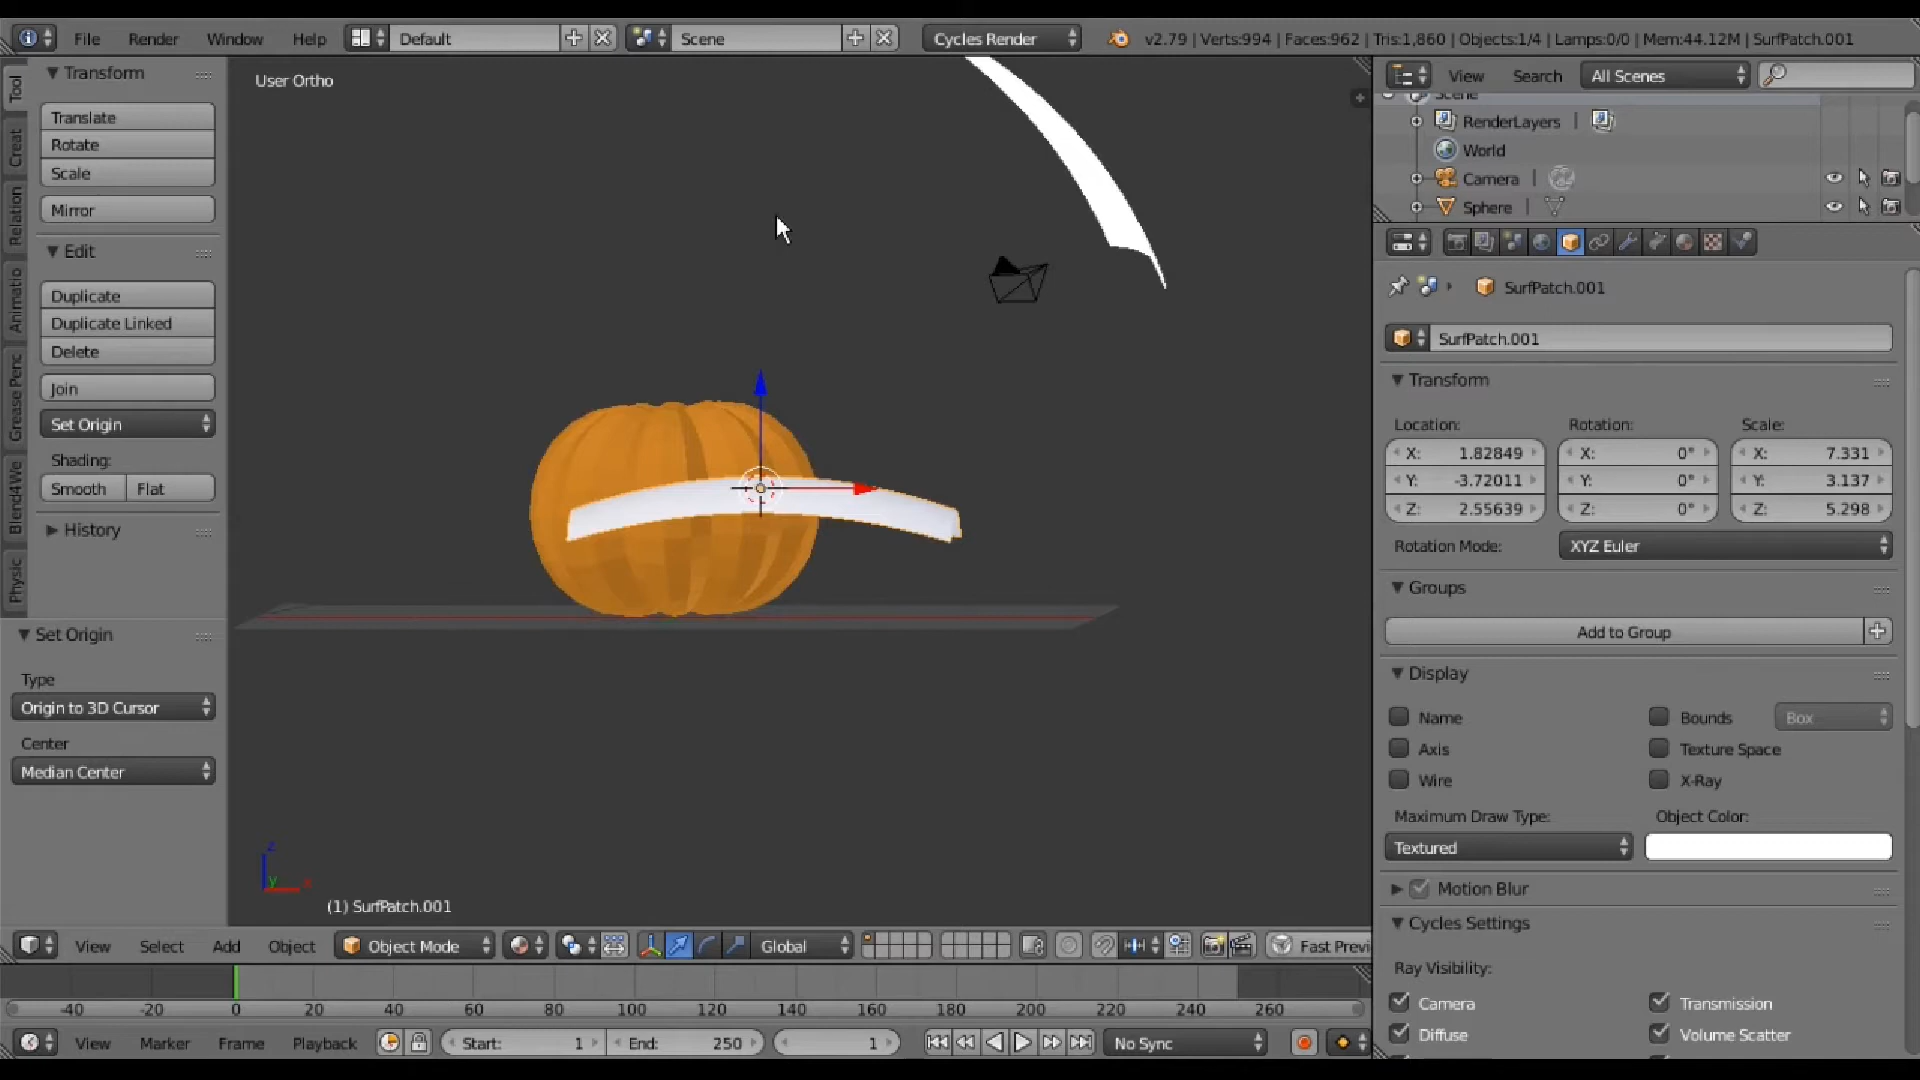 File Render Window Help Default Scene Cycles Render v2.79 | Verts:994 | Faces:962 | Tris:1,860 | Objects:1/4 | Lamps:0/0 | Mem:44.12M | SurfPatch.001
Tool
Creat
Relation
Animatio
Grease Penc
Blend4We
Physic
Transform
Translate
Rotate
Scale
Mirror
Edit
Duplicate
Duplicate Linked
Delete
Join
Set Origin
Shading:
Smooth Flat
History
Set Origin
Type
Origin to 3D Cursor
Center
Median Center
User Ortho
z
y x
(1) SurfPatch.001
View Select Add Object Object Mode Global Fast Previ
-40 -20 0 20 40 60 80 100 120 140 160 180 200 220 240 260
View Marker Frame Playback Start: 1 End: 250 1 No Sync
View Search All Scenes
Scene
RenderLayers |
World
Camera |
Sphere |
SurfPatch.001
SurfPatch.001
Transform
Location: Rotation: Scale:
X: 1.82849 X: 0° X: 7.331
Y: -3.72011 Y: 0° Y: 3.137
Z: 2.55639 Z: 0° Z: 5.298
Rotation Mode: XYZ Euler
Groups
Add to Group
Display
Name Bounds Box
Axis Texture Space
Wire X-Ray
Maximum Draw Type: Object Color:
Textured
Motion Blur
Cycles Settings
Ray Visibility:
Camera Transmission
Diffuse Volume Scatter